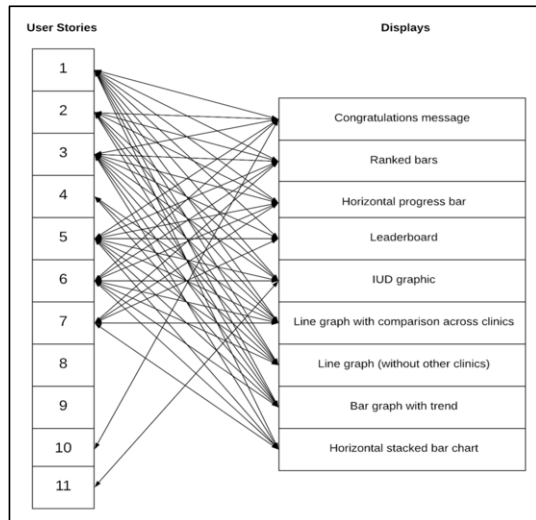 User Stories
Displays
1
2
3
4
5
6
7
8
9
10
11
Congratulations message
Ranked bars
Horizontal progress bar
Leaderboard
IUD graphic
Line graph with comparison across clinics
Line graph (without other clinics)
Bar graph with trend
Horizontal stacked bar chart